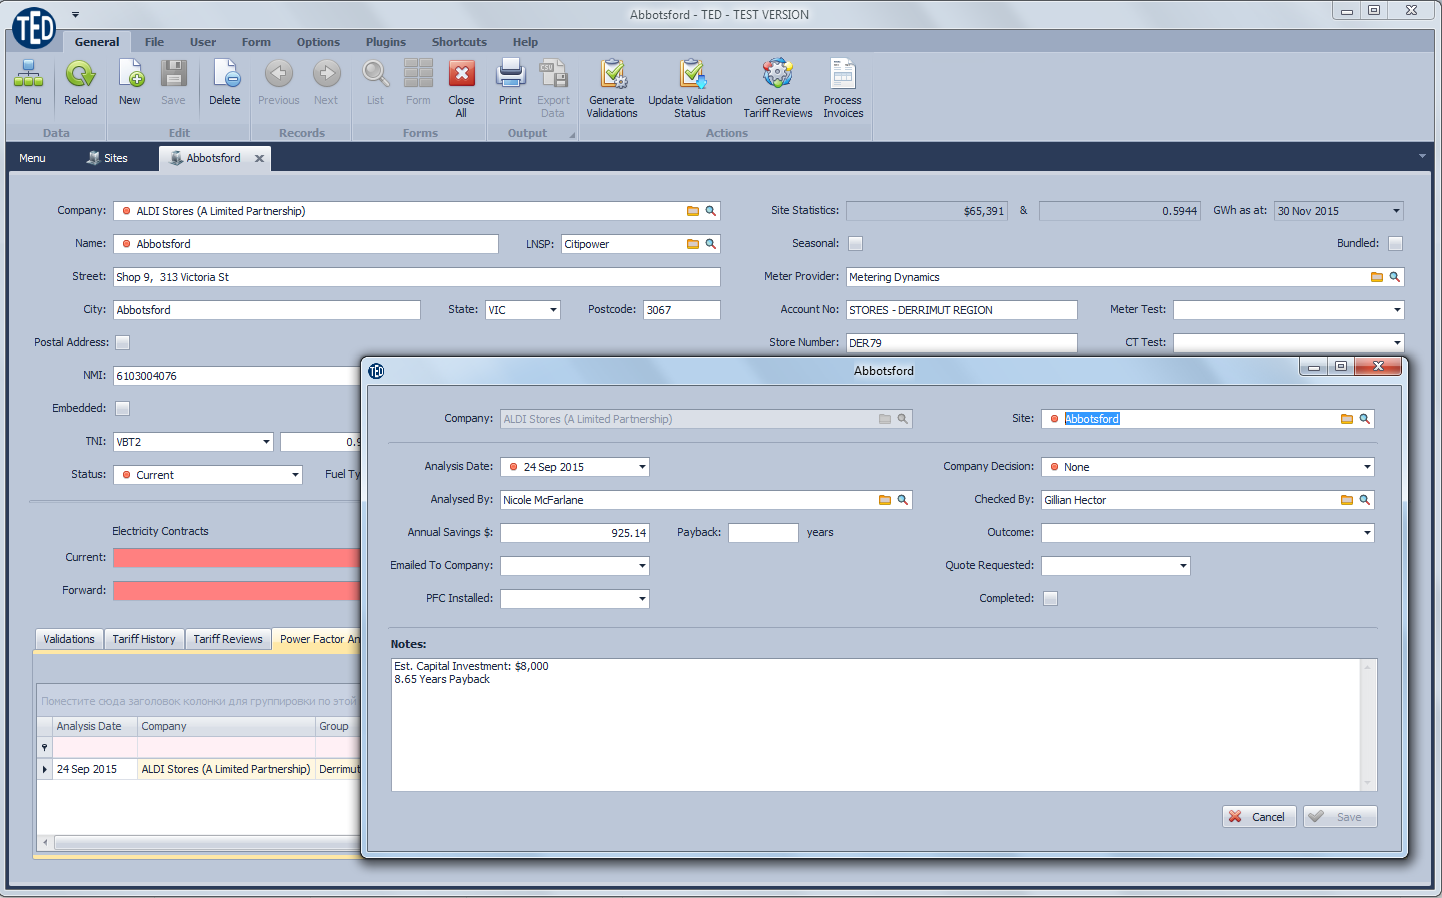 Abbotsford - TED - TEST VERSION
TED
General File User Form Options Plugins Shortcuts Help
Menu Reload New Save Delete Previous Next List Form Close All Print Export Data Generate Validations Update Validation Status Generate Tariff Reviews Process Invoices
Data Edit Records Forms Output Actions
Menu Sites Abbotsford
Company: ALDI Stores (A Limited Partnership) Site Statistics: $65,391 & 0.5944 GWh as at: 30 Nov 2015
Name: Abbotsford LNSP: Citipower Seasonal: Bundled:
Street: Shop 9, 313 Victoria St Meter Provider: Metering Dynamics
City: Abbotsford State: VIC Postcode: 3067 Account No: STORES - DERRIMUT REGION Meter Test:
Postal Address: Store Number: DER79 CT Test:
NMI: 6103004076
Embedded:
TNI: VBT2 0.9
Status: Current Fuel Ty
Electricity Contracts
Current:
Forward:
Validations Tariff History Tariff Reviews Power Factor An
Поместите сюда заголовок колонки для группировки по этой
Analysis Date Company Group
24 Sep 2015 ALDI Stores (A Limited Partnership) Derrimut
TED Abbotsford
Company: ALDI Stores (A Limited Partnership) Site: Abbotsford
Analysis Date: 24 Sep 2015 Company Decision: None
Analysed By: Nicole McFarlane Checked By: Gillian Hector
Annual Savings $: 925.14 Payback: years Outcome:
Emailed To Company: Quote Requested:
PFC Installed: Completed:
Notes:
Est. Capital Investment: $8,000
8.65 Years Payback
Cancel Save